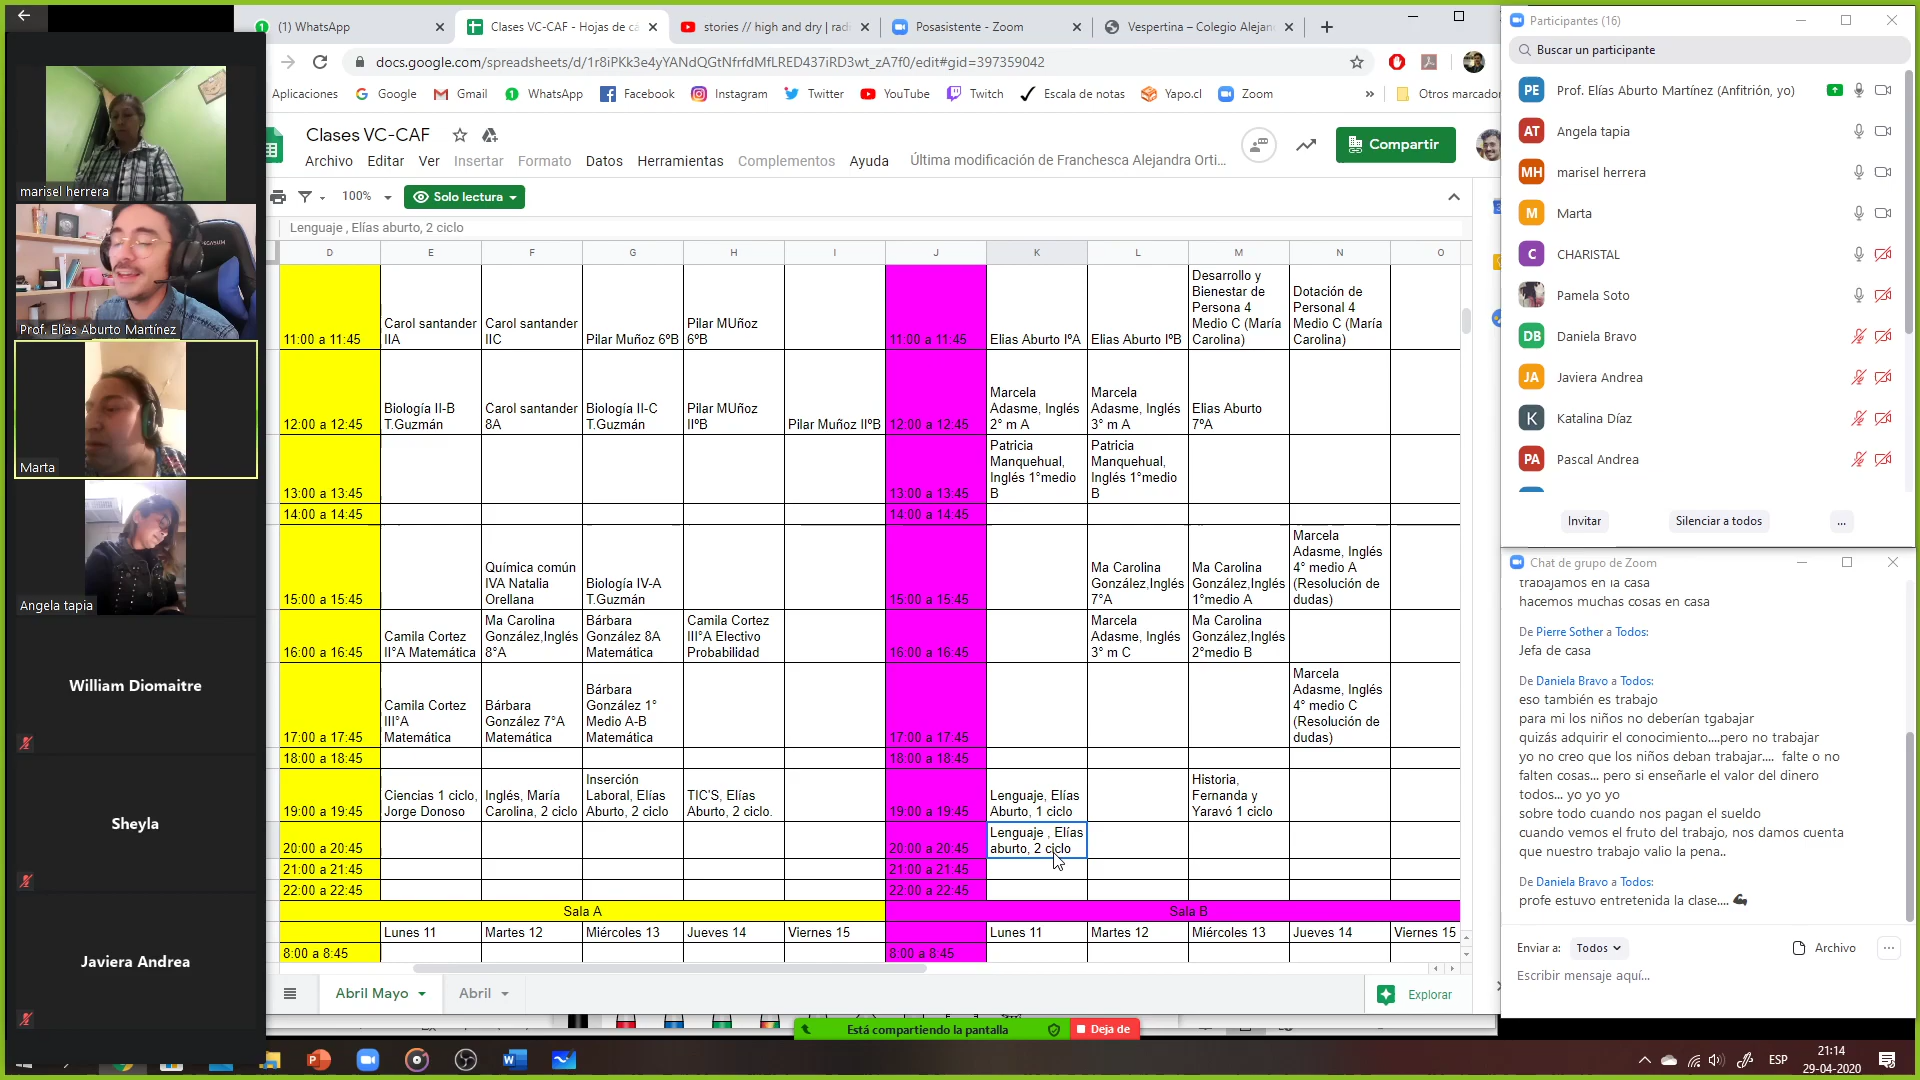 (1) WhatsApp
Clases VC-CAF - Hojas de cá
stories // high and dry | radi
Posasistente - Zoom
Vespertina – Colegio Alejan
docs.google.com/spreadsheets/d/1r8iPKk3e4yYANdQGtNfrfdMfLRED437iRD3wt_zA7f0/edit#gid=397359042
Aplicaciones
Google
Gmail
WhatsApp
Facebook
Instagram
Twitter
YouTube
Twitch
Escala de notas
Yapo.cl
Zoom
»
Otros marcador
Clases VC-CAF
Archivo Editar Ver Insertar Formato Datos Herramientas Complementos Ayuda
Última modificación de Franchesca Alejandra Orti...
Compartir
100%
Solo lectura
Lenguaje , Elías aburto, 2 ciclo
D E F G H I J K L M N O
11:00 a 11:45
Carol santander
IIA
Carol santander
IIC
Pilar Muñoz 6ºB
Pilar MUñoz
6ºB
11:00 a 11:45
Elias Aburto IºA
Elias Aburto IºB
Desarrollo y
Bienestar de
Persona 4
Medio C (María
Carolina)
Dotación de
Personal 4
Medio C (María
Carolina)
12:00 a 12:45
Biología II-B
T.Guzmán
Carol santander
8A
Biología II-C
T.Guzmán
Pilar MUñoz
IIºB
Pilar Muñoz IIºB
12:00 a 12:45
Marcela
Adasme, Inglés
2° m A
Marcela
Adasme, Inglés
3° m A
Elias Aburto
7ºA
13:00 a 13:45
13:00 a 13:45
Patricia
Manquehual,
Inglés 1°medio
B
Patricia
Manquehual,
Inglés 1°medio
B
14:00 a 14:45
14:00 a 14:45
15:00 a 15:45
Química común
IVA Natalia
Orellana
Biología IV-A
T.Guzmán
15:00 a 15:45
Ma Carolina
González,Inglés
7°A
Ma Carolina
González,Inglés
1°medio A
Marcela
Adasme, Inglés
4° medio A
(Resolución de
dudas)
16:00 a 16:45
Camila Cortez
II°A Matemática
Ma Carolina
González,Inglés
8°A
Bárbara
González 8A
Matemática
Camila Cortez
III°A Electivo
Probabilidad
16:00 a 16:45
Marcela
Adasme, Inglés
3° m C
Ma Carolina
González,Inglés
2°medio B
17:00 a 17:45
Camila Cortez
III°A
Matemática
Bárbara
González 7°A
Matemática
Bárbara
González 1°
Medio A-B
Matemática
17:00 a 17:45
Marcela
Adasme, Inglés
4° medio C
(Resolución de
dudas)
18:00 a 18:45
18:00 a 18:45
19:00 a 19:45
Ciencias 1 ciclo,
Jorge Donoso
Inglés, María
Carolina, 2 ciclo
Inserción
Laboral, Elías
Aburto, 2 ciclo
TIC'S, Elías
Aburto, 2 ciclo.
19:00 a 19:45
Lenguaje, Elías
Aburto, 1 ciclo
Historia,
Fernanda y
Yaravó 1 ciclo
20:00 a 20:45
20:00 a 20:45
Lenguaje , Elías
aburto, 2 ciclo
21:00 a 21:45
21:00 a 21:45
22:00 a 22:45
22:00 a 22:45
Sala A
Sala B
Lunes 11 Martes 12 Miércoles 13 Jueves 14 Viernes 15
Lunes 11 Martes 12 Miércoles 13 Jueves 14 Viernes 15
8:00 a 8:45
8:00 a 8:45
Abril Mayo
Abril
Explorar
Está compartiendo la pantalla
Deja de
marisel herrera
Prof. Elías Aburto Martínez
Marta
Angela tapia
William Diomaitre
Sheyla
Javiera Andrea
Participantes (16)
Buscar un participante
PE Prof. Elías Aburto Martínez (Anfitrión, yo)
AT Angela tapia
MH marisel herrera
M Marta
C CHARISTAL
Pamela Soto
DB Daniela Bravo
JA Javiera Andrea
K Katalina Díaz
PA Pascal Andrea
Invitar
Silenciar a todos
...
Chat de grupo de Zoom
trabajamos en la casa
hacemos muchas cosas en casa
De Pierre Sother a Todos:
Jefa de casa
De Daniela Bravo a Todos:
eso también es trabajo
para mi los niños no deberían tgabajar
quizás adquirir el conocimiento....pero no trabajar
yo no creo que los niños deban trabajar.... falte o no
falten cosas... pero si enseñarle el valor del dinero
todos... yo yo yo
sobre todo cuando nos pagan el sueldo
cuando vemos el fruto del trabajo, nos damos cuenta
que nuestro trabajo valio la pena..
De Daniela Bravo a Todos:
profe estuvo entretenida la clase....
Enviar a: Todos
Archivo
Escribir mensaje aquí...
ESP
21:14
29-04-2020